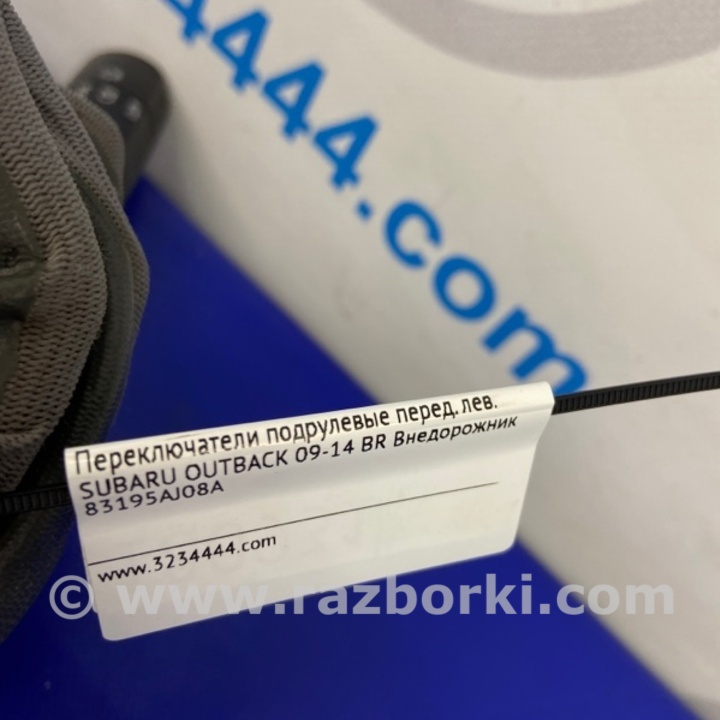 4444.com
Переключатели подрулевые перед. лев.
SUBARU OUTBACK 09-14 BR Внедорожник
83195AJ08A
www.3234444.com
© www.razborki.com